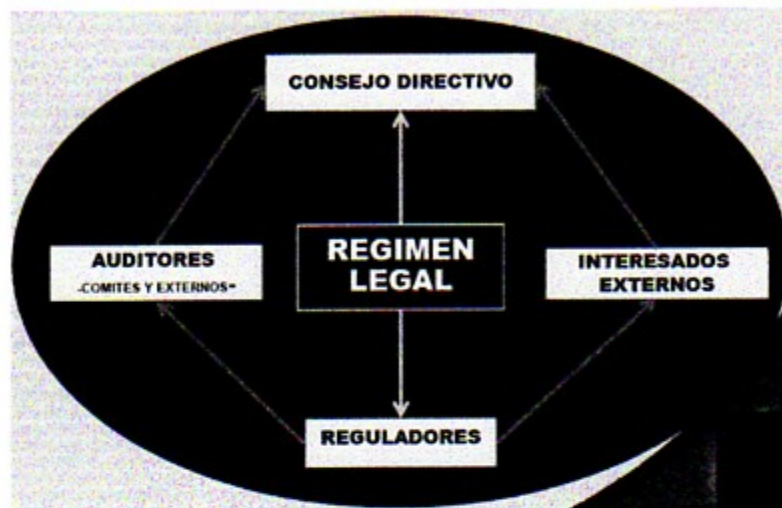 CONSEJO DIRECTIVO
AUDITORES
-COMITES Y EXTERNOS-
REGIMEN
LEGAL
INTERESADOS
EXTERNOS
REGULADORES